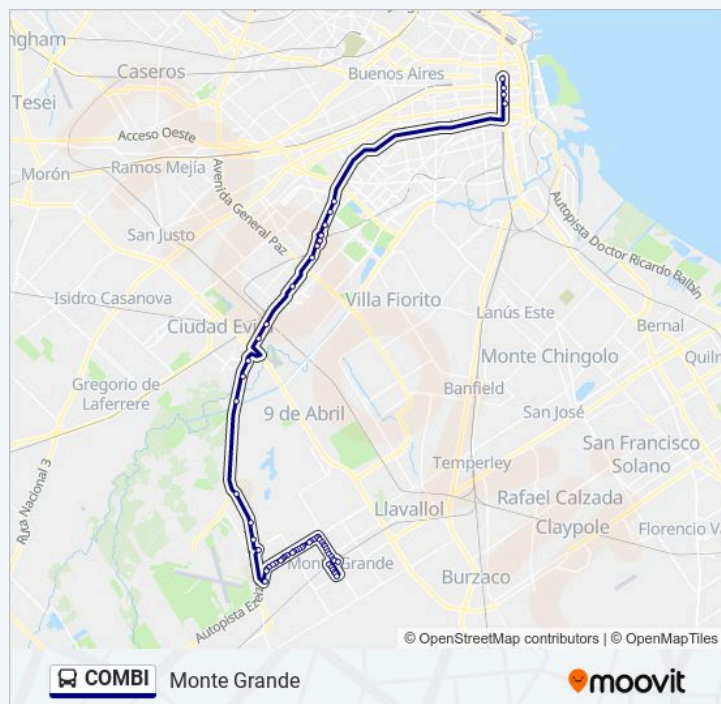 ingham
Caseros
Buenos Aires
Tesei
Acceso Oeste
Morón
Ramos Mejía
Avenida General Paz
San Justo
Autopista Doctor Ricardo Balbín
Isidro Casanova
Villa Fiorito
Lanús Este
Ciudad Evi
Bernal
Monte Chingolo
Quilm
Gregorio de
Laferrere
Banfield
9 de Abril
San José
San Francisco
Solano
Temperley
Ruta Nacional 3
Rafael Calzada
Llavallol
Claypole
Florencio Va
Monte Grande
Burzaco
Autopista Ezeiza
© OpenStreetMap contributors | © OpenMapTiles
COMBI Monte Grande
moovit